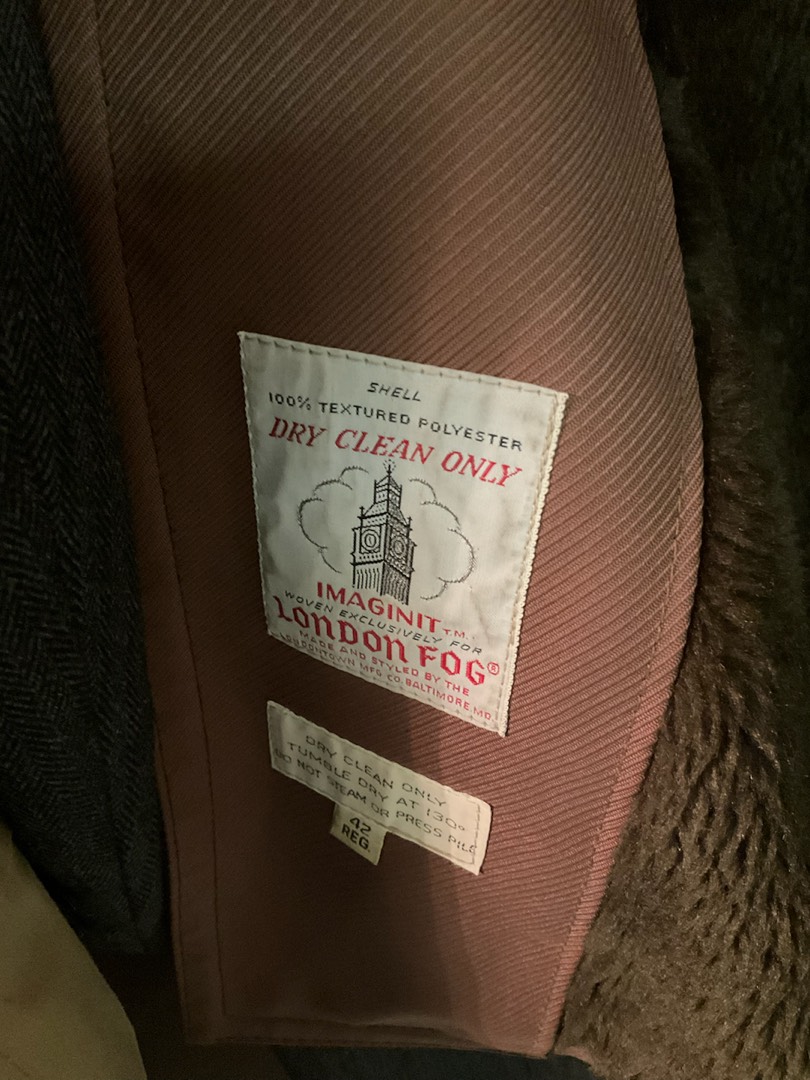 SHELL
100% TEXTURED POLYESTER
DRY CLEAN ONLY
IMAGINIT T.M.
WOVEN EXCLUSIVELY FOR
LONDON FOG®
MADE AND STYLED BY THE
LONDONTOWN MFG. CO. BALTIMORE, MD.
DRY CLEAN ONLY
TUMBLE DRY AT 130°
DO NOT STEAM OR PRESS PILE
42
REG.